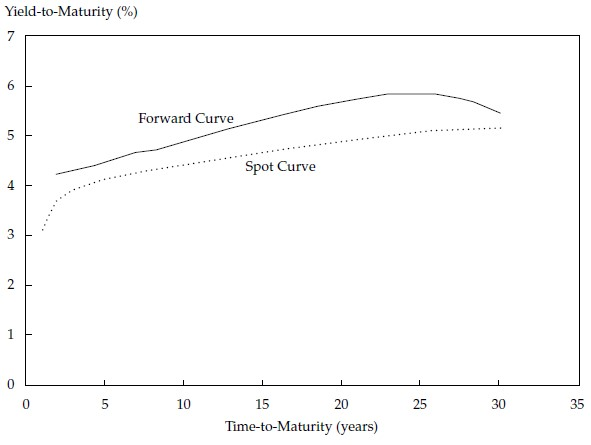 Yield-to-Maturity (%)
7
6
Forward Curve
5
Spot Curve
4
3
2
1
0
0 5 10 15 20 25 30 35
Time-to-Maturity (years)